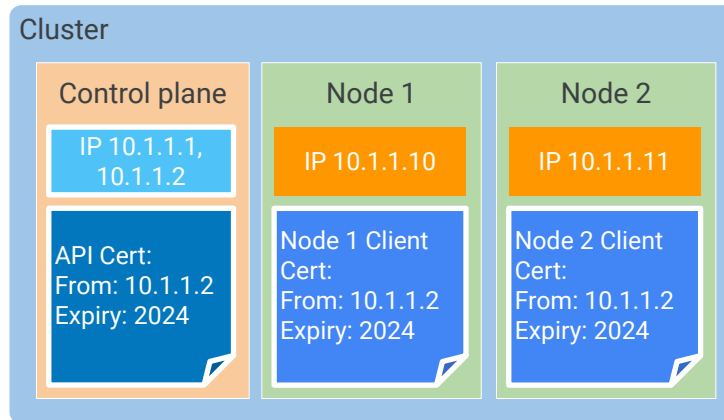 Cluster
Control plane
IP 10.1.1.1,
10.1.1.2
API Cert:
From: 10.1.1.2
Expiry: 2024
Node 1
IP 10.1.1.10
Node 1 Client
Cert:
From: 10.1.1.2
Expiry: 2024
Node 2
IP 10.1.1.11
Node 2 Client
Cert:
From: 10.1.1.2
Expiry: 2024